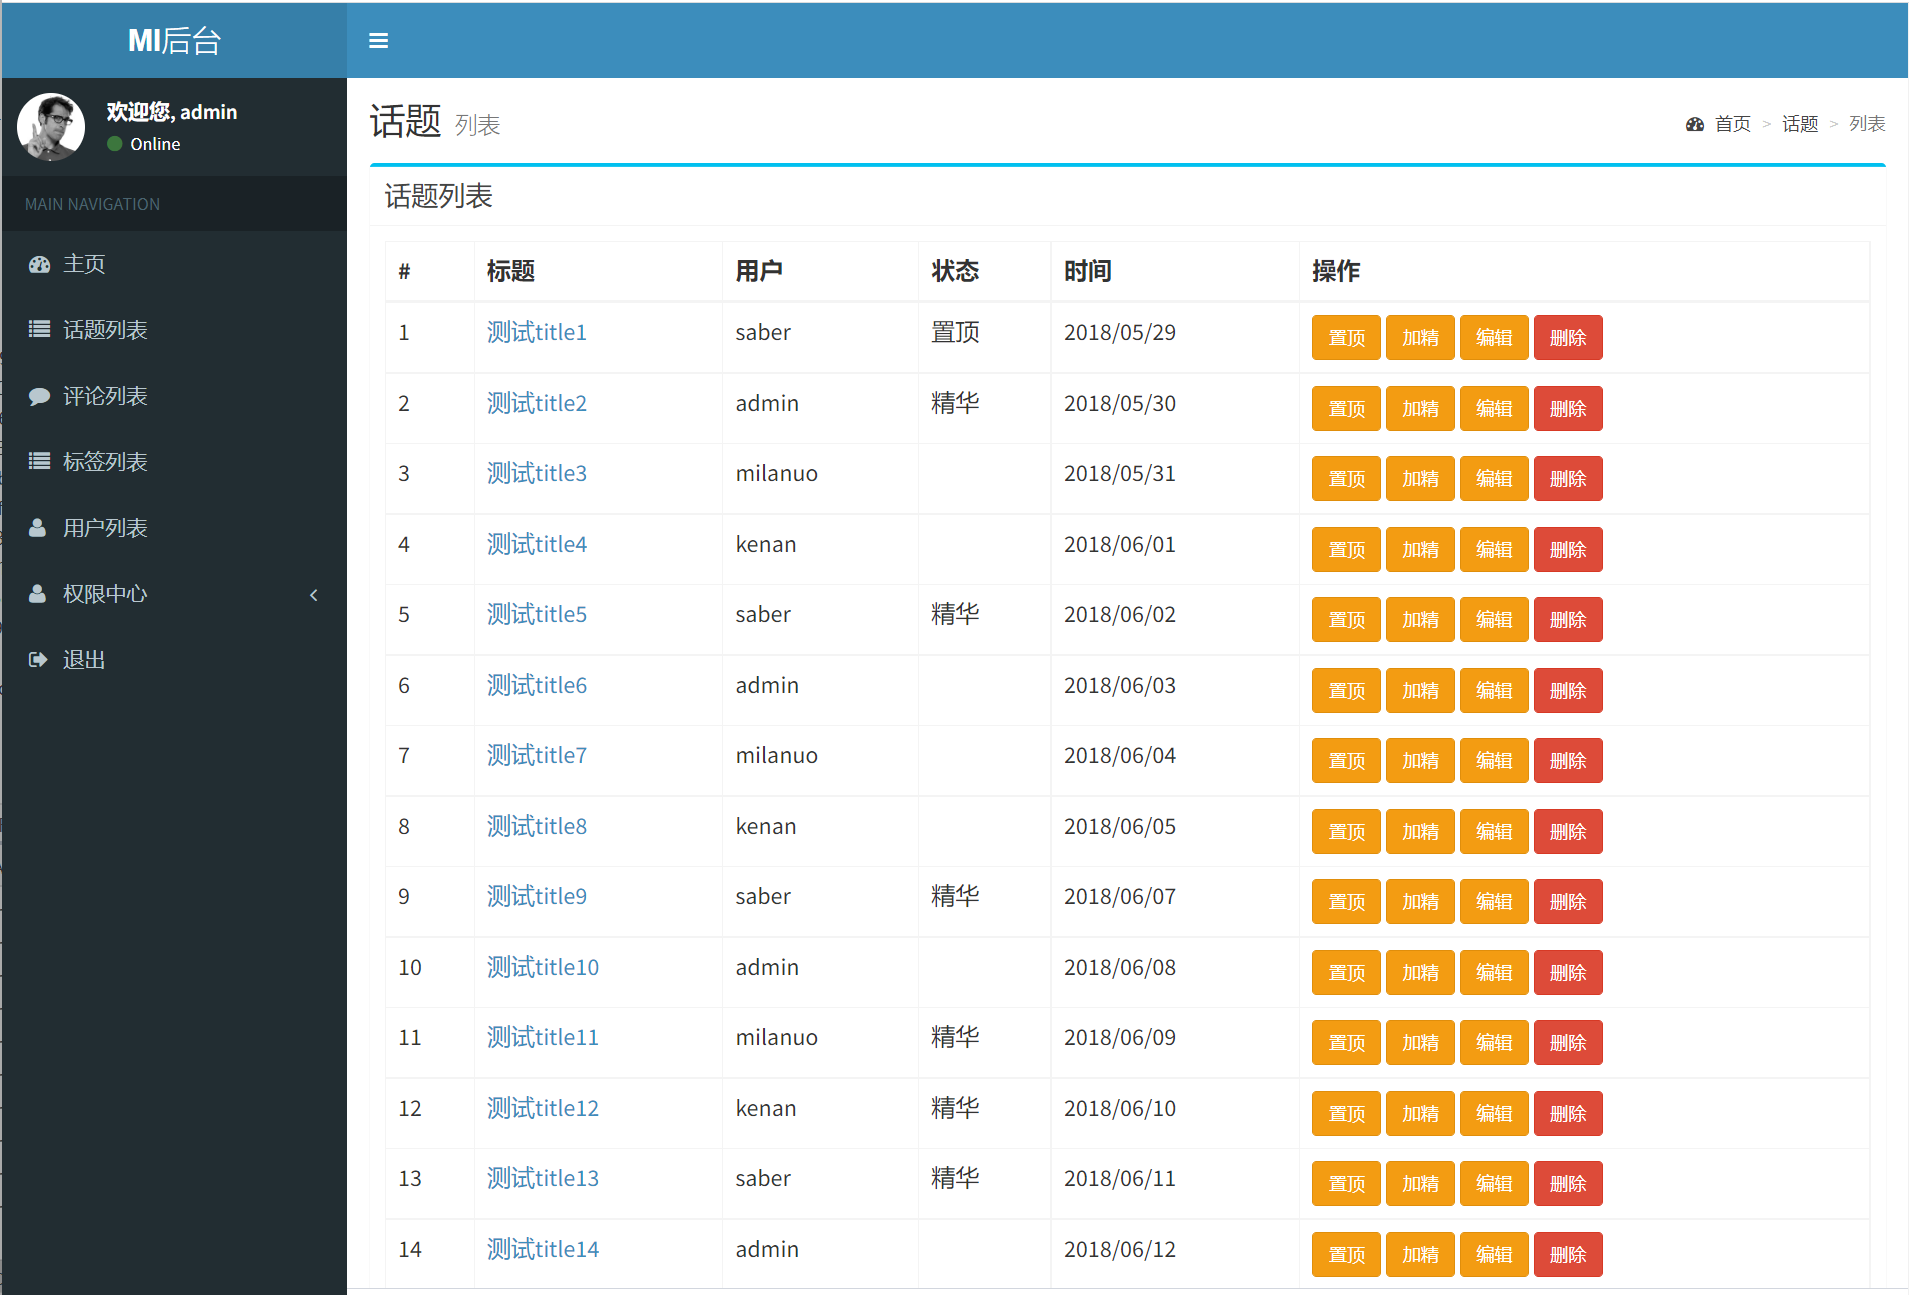 MI后台
欢迎您, admin
Online
MAIN NAVIGATION
主页
话题列表
评论列表
标签列表
用户列表
权限中心
退出
话题 列表
首页 > 话题 > 列表
话题列表
# 标题 用户 状态 时间 操作
1 测试title1 saber 置顶 2018/05/29 置顶 加精 编辑 删除
2 测试title2 admin 精华 2018/05/30 置顶 加精 编辑 删除
3 测试title3 milanuo 2018/05/31 置顶 加精 编辑 删除
4 测试title4 kenan 2018/06/01 置顶 加精 编辑 删除
5 测试title5 saber 精华 2018/06/02 置顶 加精 编辑 删除
6 测试title6 admin 2018/06/03 置顶 加精 编辑 删除
7 测试title7 milanuo 2018/06/04 置顶 加精 编辑 删除
8 测试title8 kenan 2018/06/05 置顶 加精 编辑 删除
9 测试title9 saber 精华 2018/06/07 置顶 加精 编辑 删除
10 测试title10 admin 2018/06/08 置顶 加精 编辑 删除
11 测试title11 milanuo 精华 2018/06/09 置顶 加精 编辑 删除
12 测试title12 kenan 精华 2018/06/10 置顶 加精 编辑 删除
13 测试title13 saber 精华 2018/06/11 置顶 加精 编辑 删除
14 测试title14 admin 2018/06/12 置顶 加精 编辑 删除